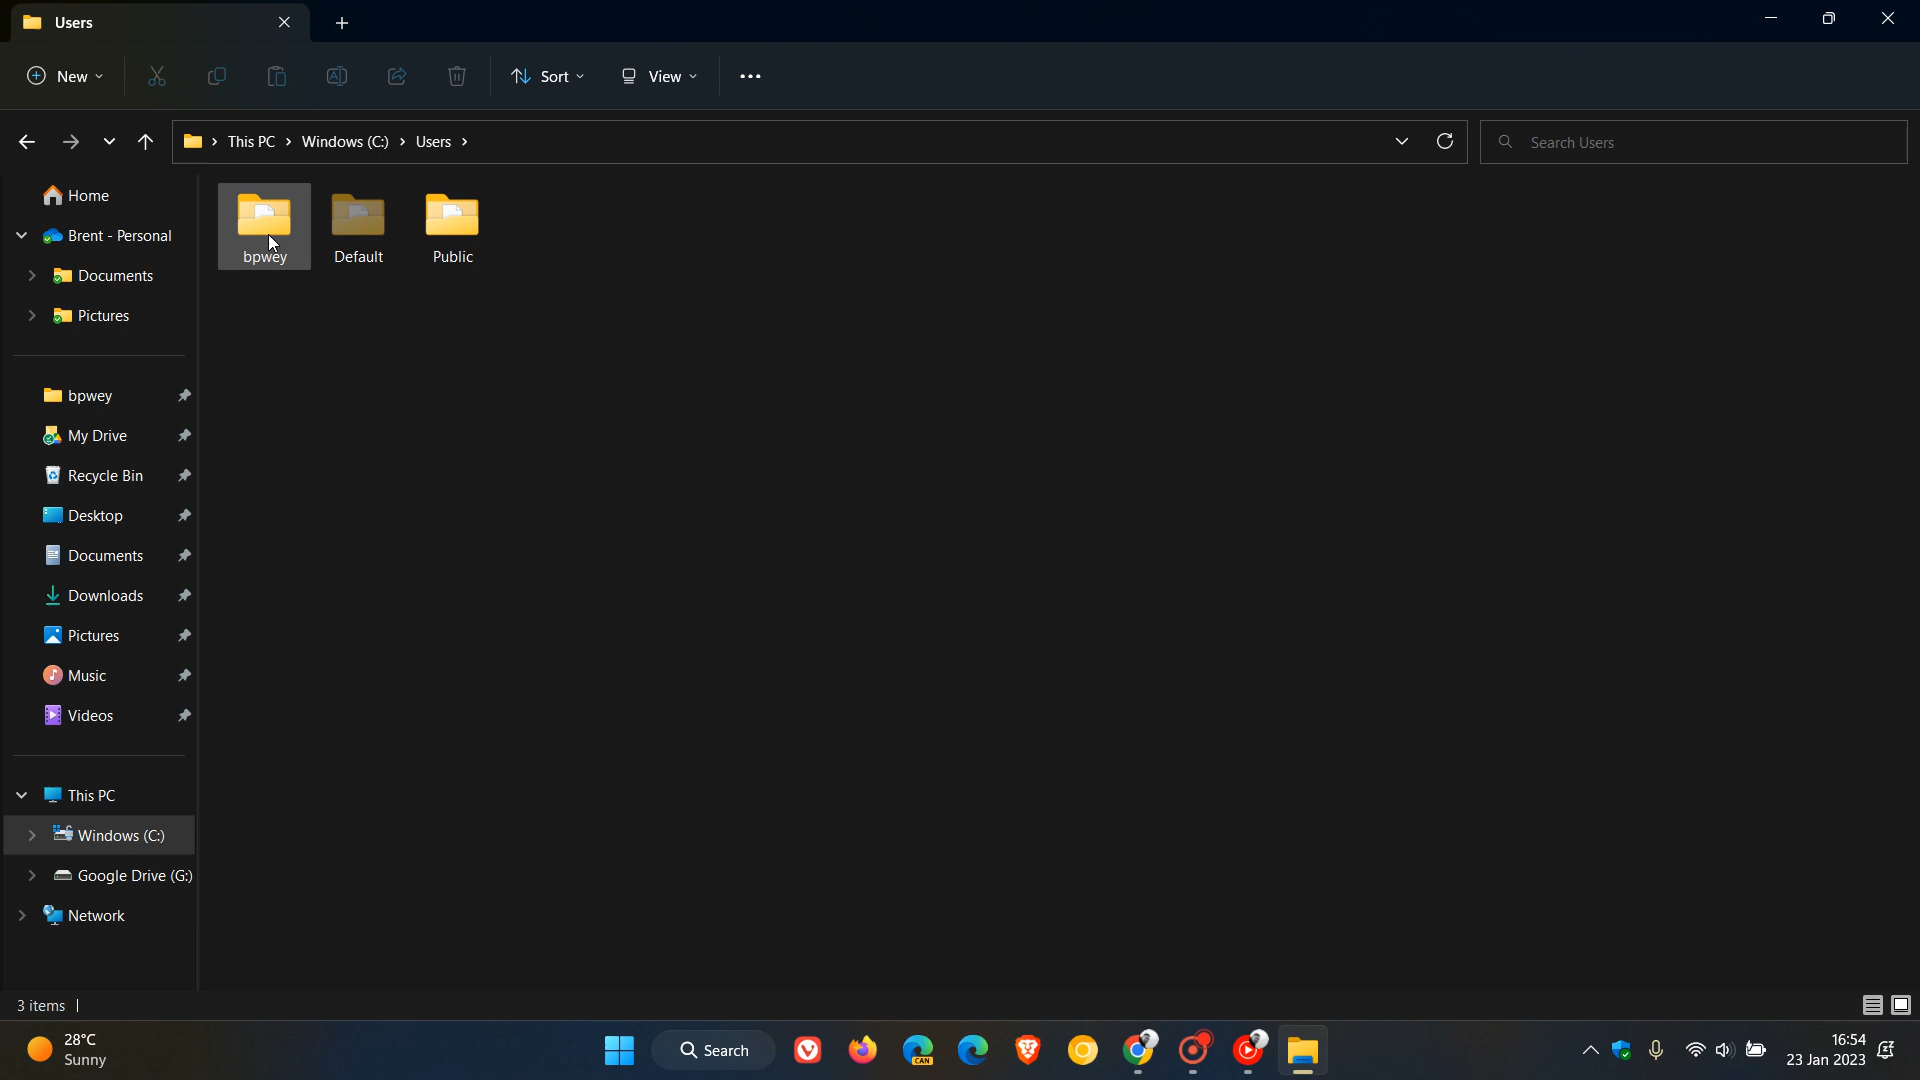 Users
New
Sort
View
This PC
Windows (C:)
Users
Search Users
Home
Brent - Personal
Documents
Pictures
bpwey
Default
Public
bpwey
My Drive
Recycle Bin
Desktop
Documents
Downloads
Pictures
Music
Videos
This PC
Windows (C:)
Google Drive (G:)
Network
3 items
28°C
Sunny
Search
CAN
16:54
23 Jan 2023